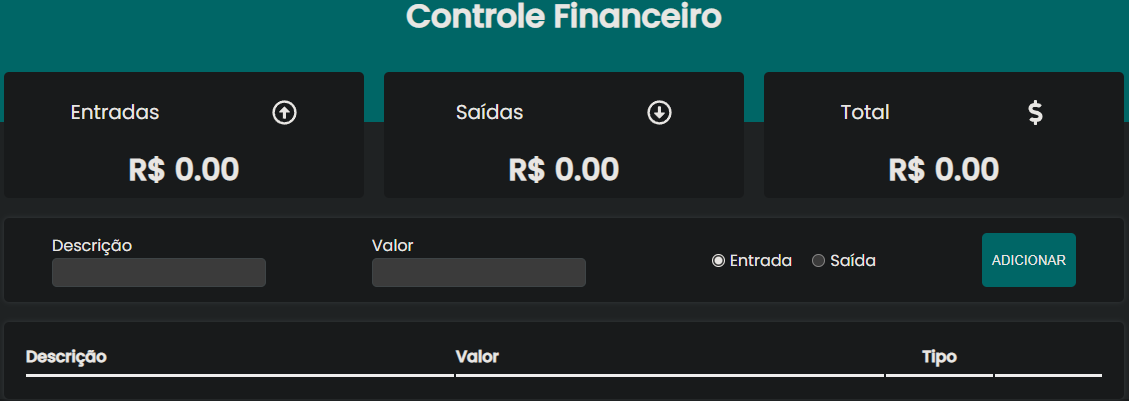 Controle Financeiro
Entradas
R$ 0.00
Saídas
R$ 0.00
Total
$
R$ 0.00
Descrição
Valor
Entrada
Saída
ADICIONAR
Descrição Valor Tipo